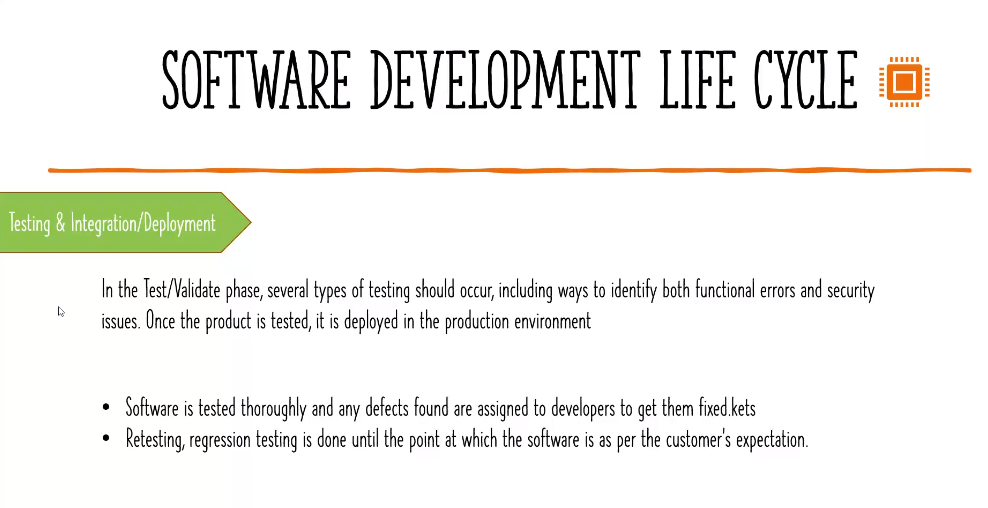 SOFTWARE DEVELOPMENT LIFE CYCLE
Testing & Integration/Deployment
In the Test/Validate phase, several types of testing should occur, including ways to identify both functional errors and security
issues. Once the product is tested, it is deployed in the production environment
• Software is tested thoroughly and any defects found are assigned to developers to get them fixed.kets
• Retesting, regression testing is done until the point at which the software is as per the customer's expectation.